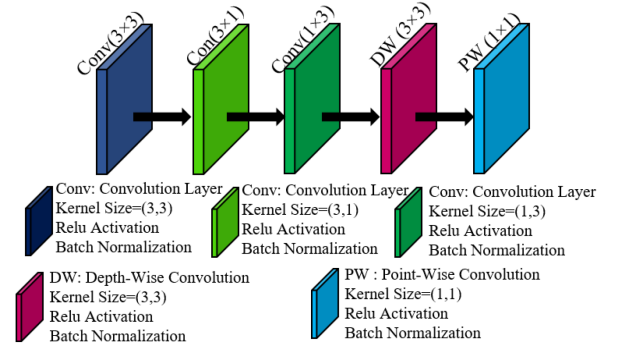 Conv(3×3)
Con(3×1)
Conv(1×3)
DW (3×3)
PW (1×1)
Conv: Convolution Layer
Kernel Size=(3,3)
Relu Activation
Batch Normalization
Conv: Convolution Layer
Kernel Size=(3,1)
Relu Activation
Batch Normalization
Conv: Convolution Layer
Kernel Size=(1,3)
Relu Activation
Batch Normalization
DW: Depth-Wise Convolution
Kernel Size=(3,3)
Relu Activation
Batch Normalization
PW : Point-Wise Convolution
Kernel Size=(1,1)
Relu Activation
Batch Normalization